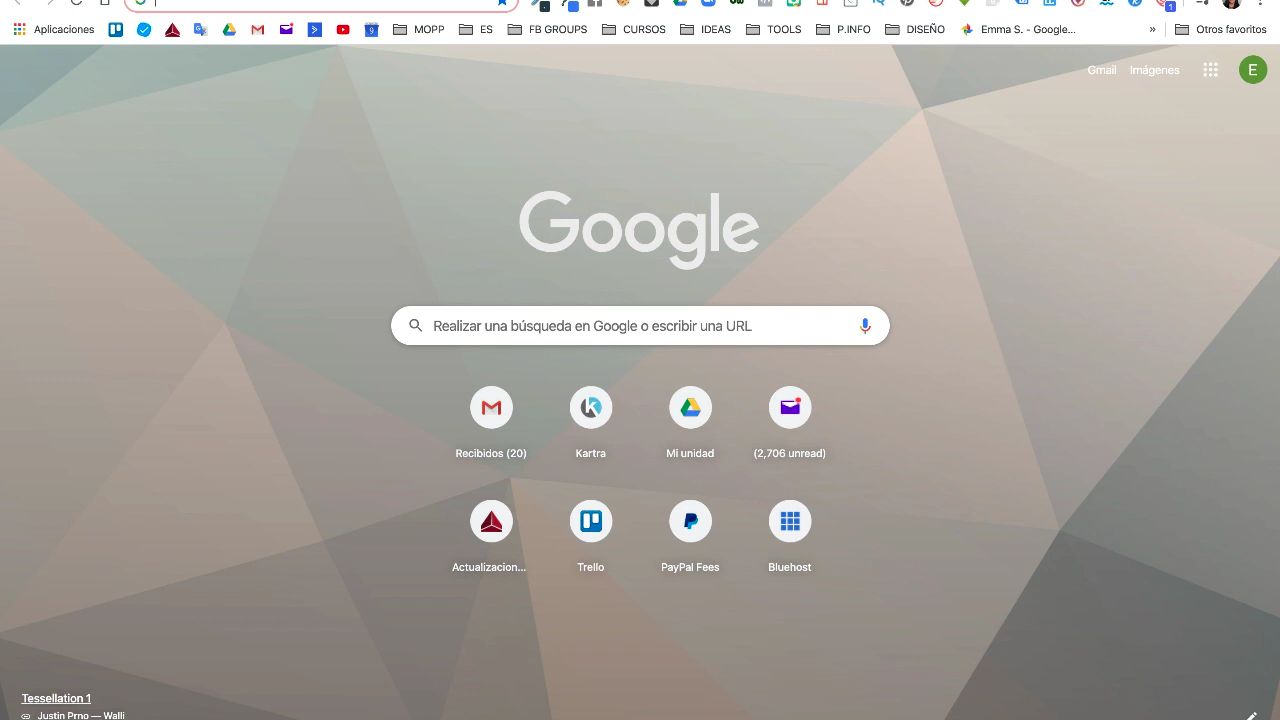 Aplicaciones MOPP ES FB GROUPS CURSOS IDEAS TOOLS P.INFO DISEÑO Emma S. - Google... » Otros favoritos
Gmail Imágenes E
Google
Realizar una búsqueda en Google o escribir una URL
Recibidos (20) Kartra Mi unidad (2,706 unread)
Actualizacion... Trello PayPal Fees Bluehost
Tessellation 1
Justin Prno — Walli